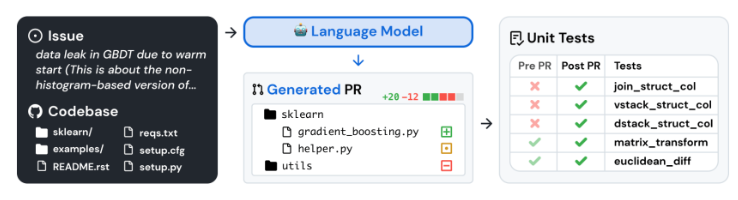 Issue
data leak in GBDT due to warm
start (This is about the non-
histogram-based version of...
Codebase
sklearn/
reqs.txt
examples/
setup.cfg
README.rst
setup.py
Language Model
Generated PR
+20 -12
sklearn
gradient_boosting.py
helper.py
utils
Unit Tests
Pre PR Post PR Tests
join_struct_col
vstack_struct_col
dstack_struct_col
matrix_transform
euclidean_diff